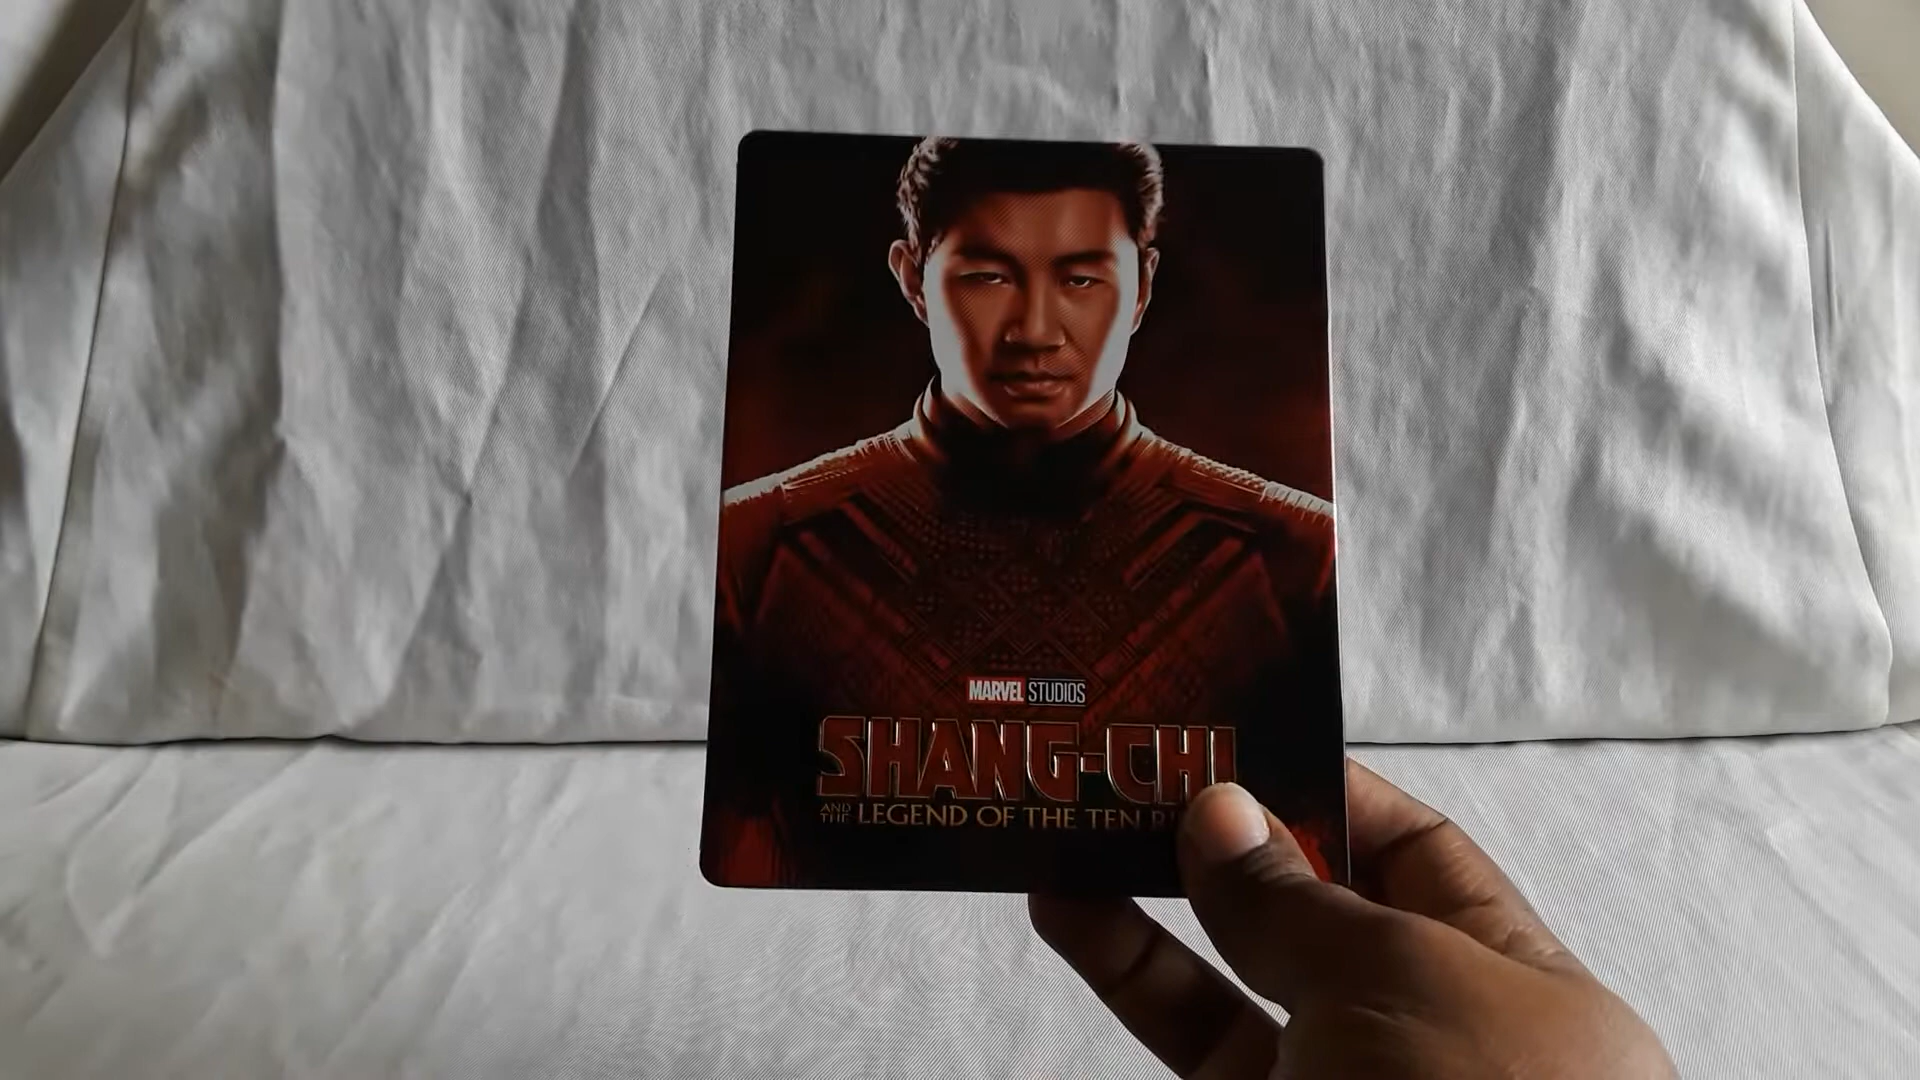 MARVEL STUDIOS
SHANG-CHI
AND THE LEGEND OF THE TEN